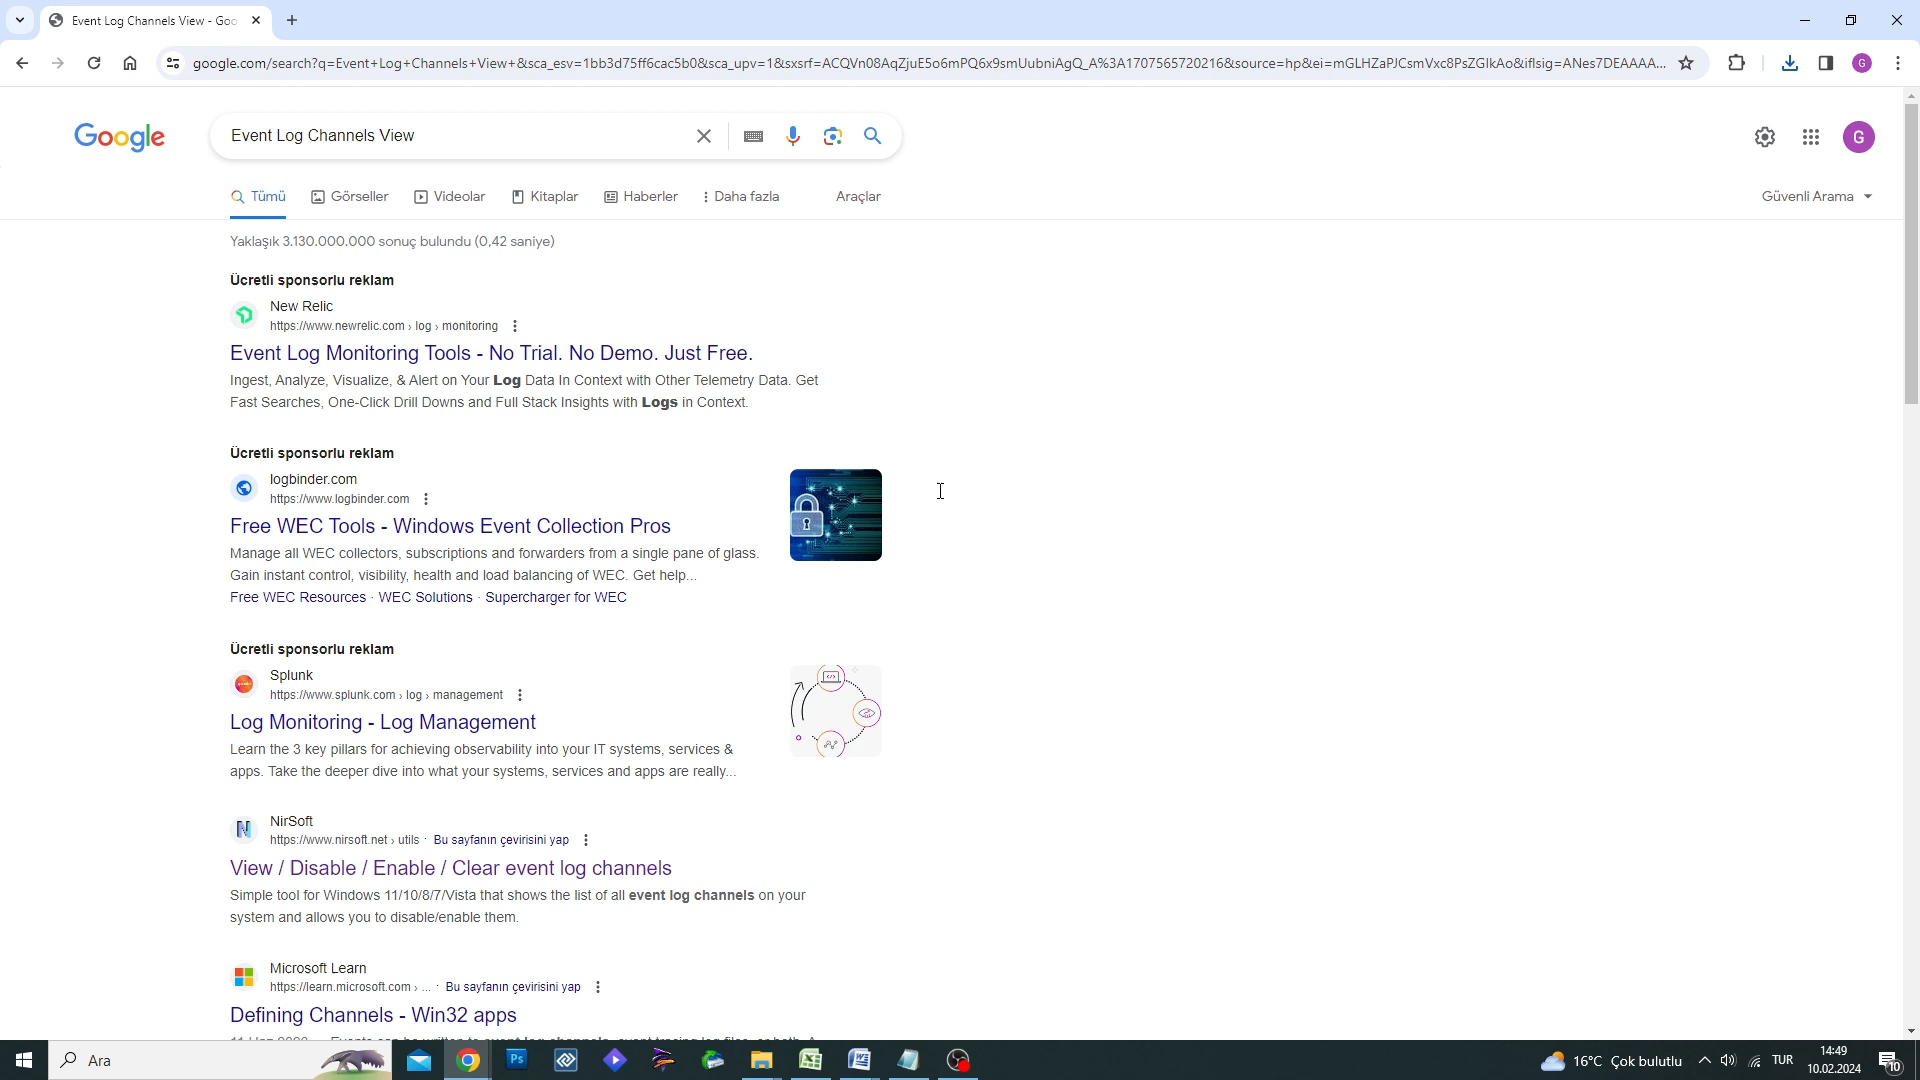 Event Log Channels View - Goo
google.com/search?q=Event+Log+Channels+View+&sca_esv=1bb3d75ff6cac5b0&sca_upv=1&sxsrf=ACQVn08AqZjuE5o6mPQ6x9smUubniAgQ_A%3A1707565720216&source=hp&ei=mGLHZaPJCsmVxc8PsZGIkAo&iflsig=ANes7DEAAAA...
G
Google
Event Log Channels View
G
Tümü Görseller Videolar Kitaplar Haberler Daha fazla Araçlar Güvenli Arama
Yaklaşık 3.130.000.000 sonuç bulundu (0,42 saniye)
Ücretli sponsorlu reklam
New Relic
https://www.newrelic.com › log › monitoring
Event Log Monitoring Tools - No Trial. No Demo. Just Free.
Ingest, Analyze, Visualize, & Alert on Your Log Data In Context with Other Telemetry Data. Get
Fast Searches, One-Click Drill Downs and Full Stack Insights with Logs in Context.
Ücretli sponsorlu reklam
logbinder.com
https://www.logbinder.com
Free WEC Tools - Windows Event Collection Pros
Manage all WEC collectors, subscriptions and forwarders from a single pane of glass.
Gain instant control, visibility, health and load balancing of WEC. Get help...
Free WEC Resources · WEC Solutions · Supercharger for WEC
Ücretli sponsorlu reklam
Splunk
https://www.splunk.com › log › management
Log Monitoring - Log Management
Learn the 3 key pillars for achieving observability into your IT systems, services &
apps. Take the deeper dive into what your systems, services and apps are really...
NirSoft
https://www.nirsoft.net › utils · Bu sayfanın çevirisini yap
View / Disable / Enable / Clear event log channels
Simple tool for Windows 11/10/8/7/Vista that shows the list of all event log channels on your
system and allows you to disable/enable them.
Microsoft Learn
https://learn.microsoft.com › ... · Bu sayfanın çevirisini yap
Defining Channels - Win32 apps
Ara
Ps
16°C Çok bulutlu
TUR
14:49
10.02.2024
10